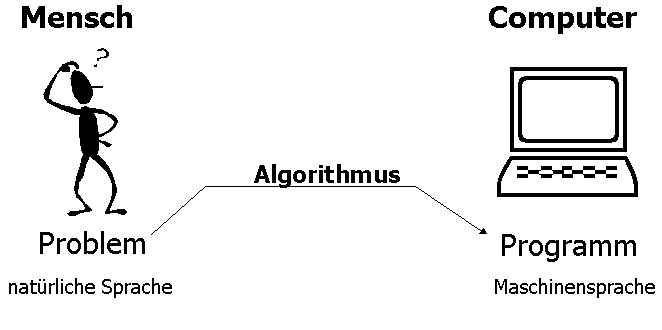 Mensch
Computer
?
Algorithmus
Problem
Programm
natürliche Sprache
Maschinensprache